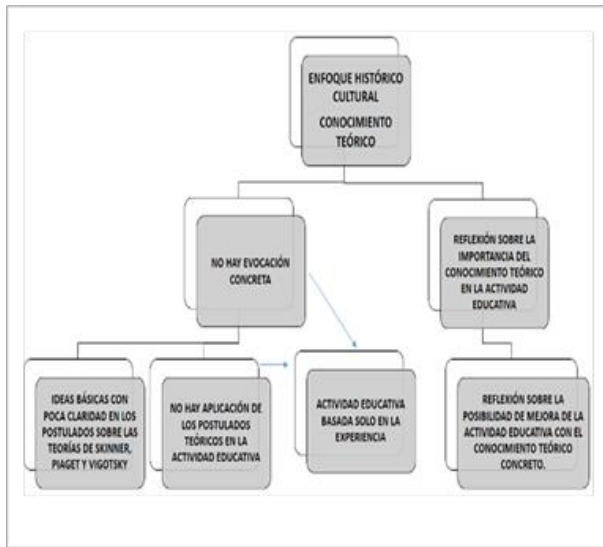 ENFOQUE HISTÓRICO
CULTURAL
CONOCIMIENTO
TEÓRICO
NO HAY EVOCACIÓN
CONCRETA
REFLEXIÓN SOBRE LA
IMPORTANCIA DEL
CONOCIMIENTO TEÓRICO
EN LA ACTIVIDAD
EDUCATIVA
IDEAS BÁSICAS CON
POCA CLARIDAD EN LOS
POSTULADOS SOBRE LAS
TEORÍAS DE SKINNER,
PIAGET Y VIGOTSKY
NO HAY APLICACIÓN DE
LOS POSTULADOS
TEÓRICOS EN LA
ACTIVIDAD EDUCATIVA
ACTIVIDAD EDUCATIVA
BASADA SOLO EN LA
EXPERIENCIA
REFLEXIÓN SOBRE LA
POSIBILIDAD DE MEJORA DE
LA ACTIVIDAD EDUCATIVA
CON EL CONOCIMIENTO
TEÓRICO CONCRETO.